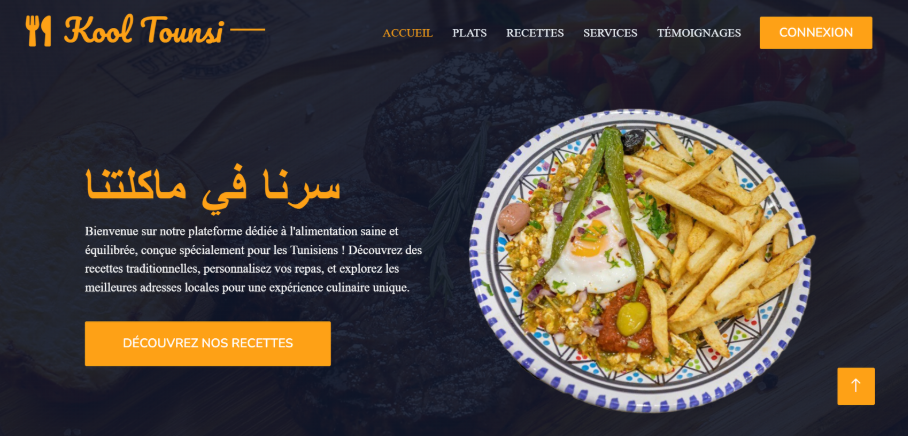 Kool Tounsi
ACCUEIL PLATS RECETTES SERVICES TÉMOIGNAGES CONNEXION
سرنا في ماكلتنا
Bienvenue sur notre plateforme dédiée à l'alimentation saine et
équilibrée, conçue spécialement pour les Tunisiens ! Découvrez des
recettes traditionnelles, personnalisez vos repas, et explorez les
meilleures adresses locales pour une expérience culinaire unique.
DÉCOUVREZ NOS RECETTES